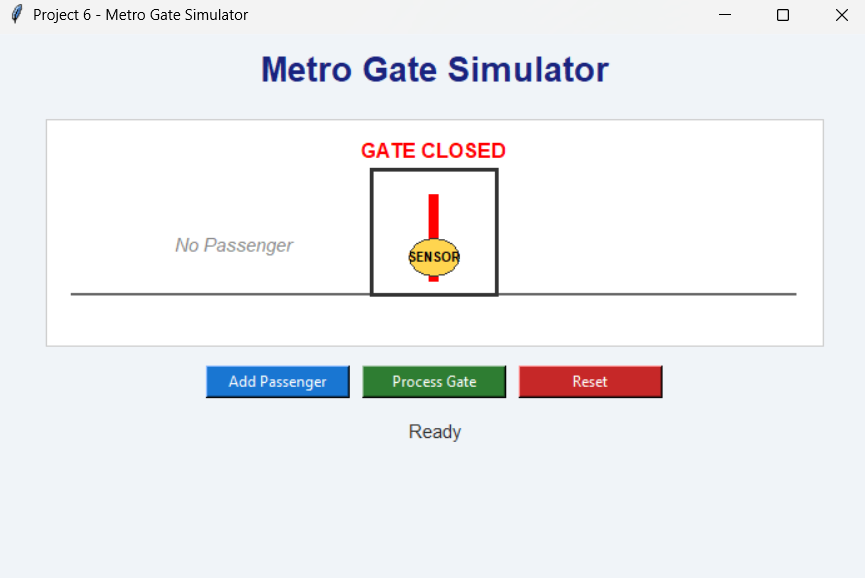 Project 6 - Metro Gate Simulator
Metro Gate Simulator
GATE CLOSED
No Passenger
SENSOR
Add Passenger
Process Gate
Reset
Ready